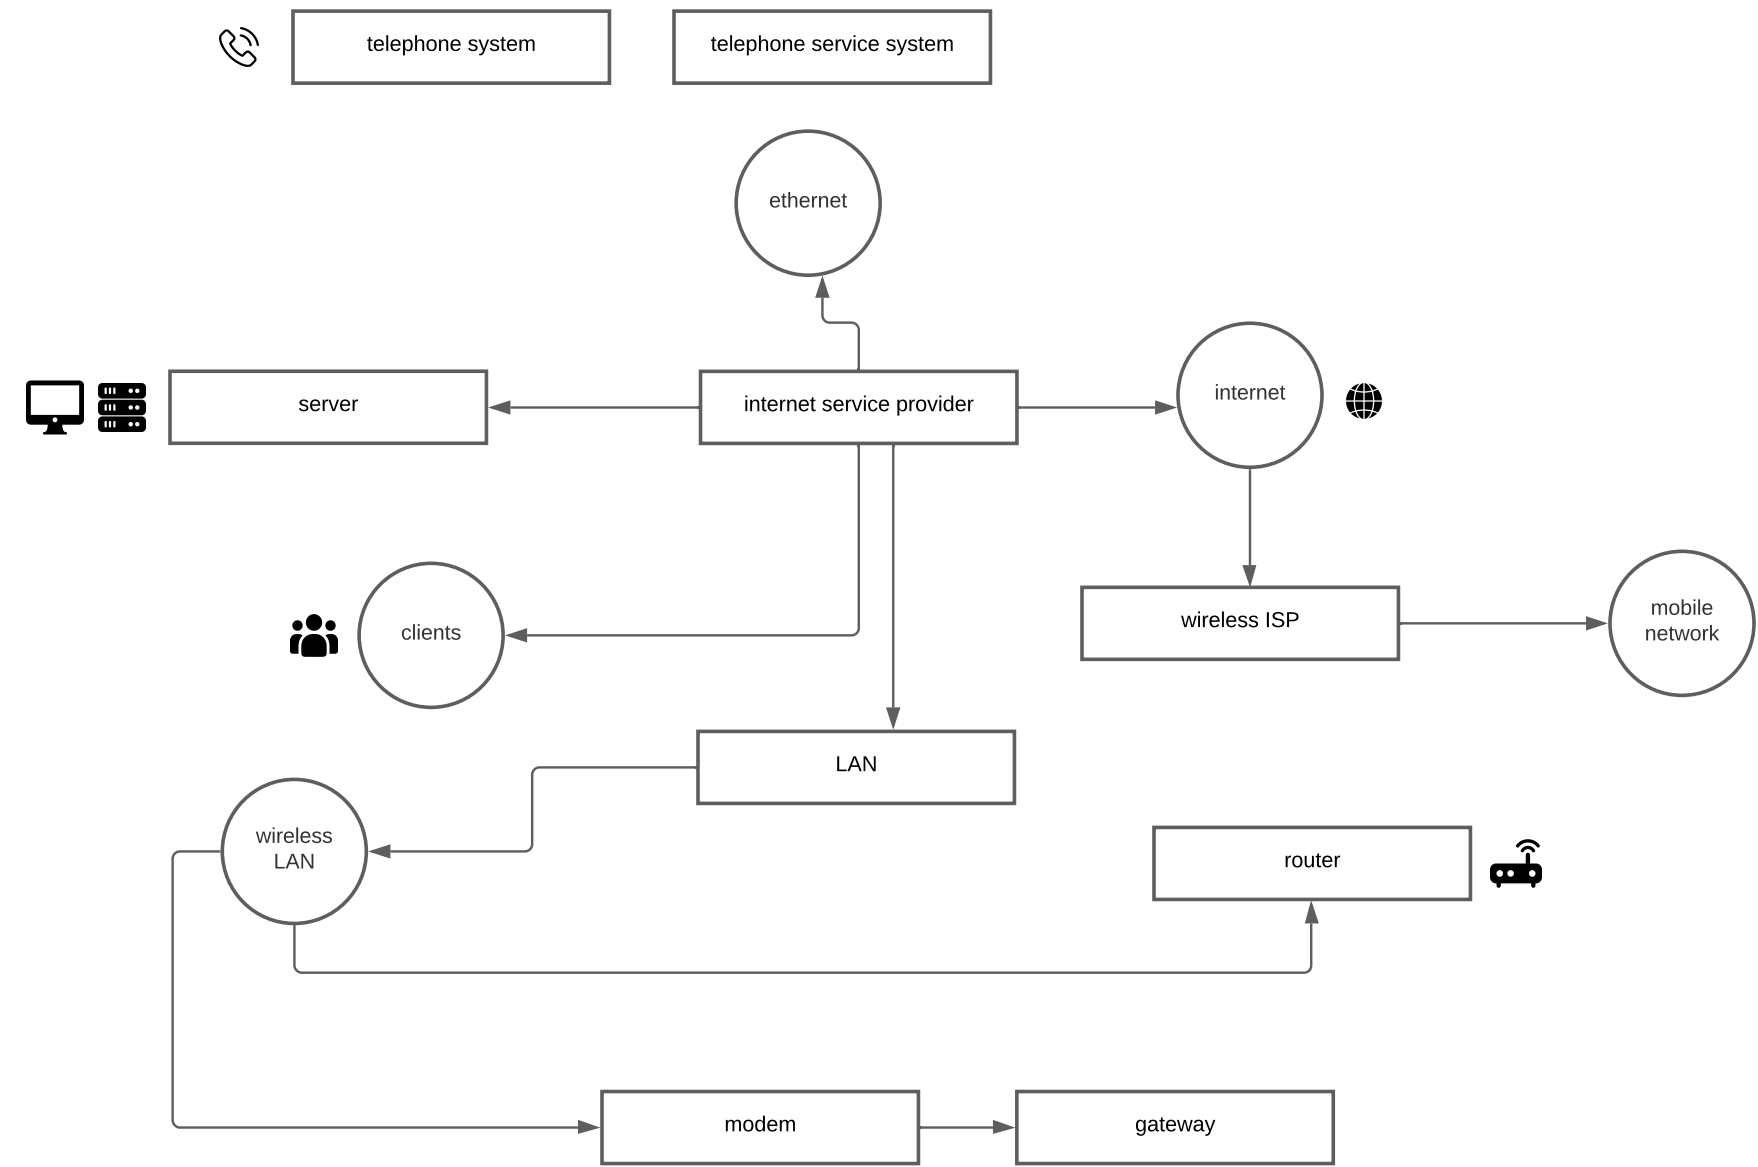 telephone system
telephone service system
ethernet
internet
server
internet service provider
clients
wireless ISP
mobile
network
LAN
wireless
LAN
router
modem
gateway